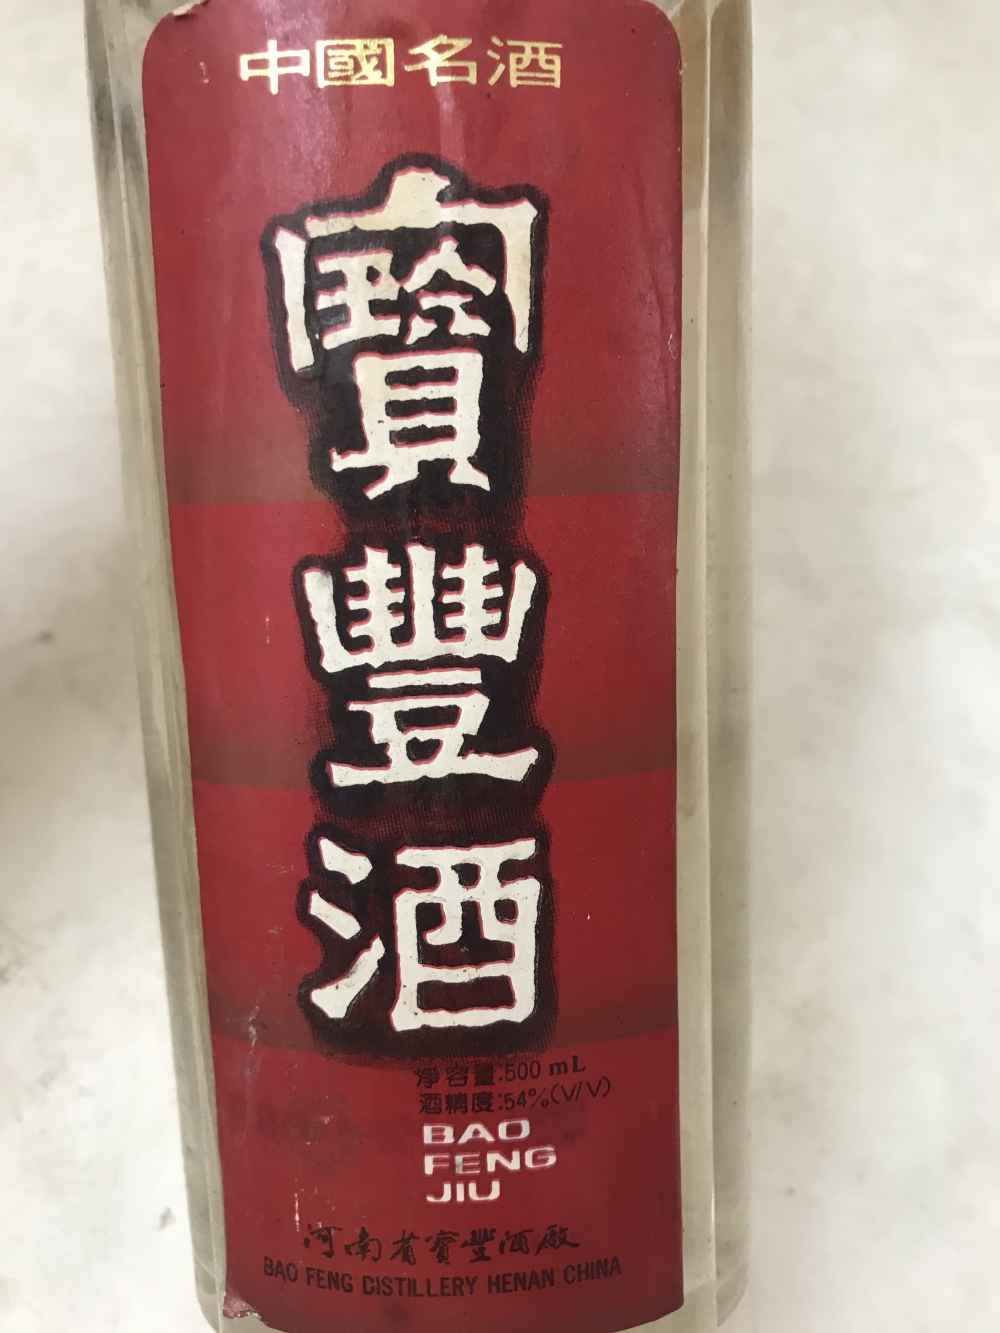 中國名酒
寶豐酒
淨容量:500 mL
酒精度:54%(V/V)
BAO
FENG
JIU
河南省寶豐酒廠
BAO FENG DISTILLERY HENAN CHINA